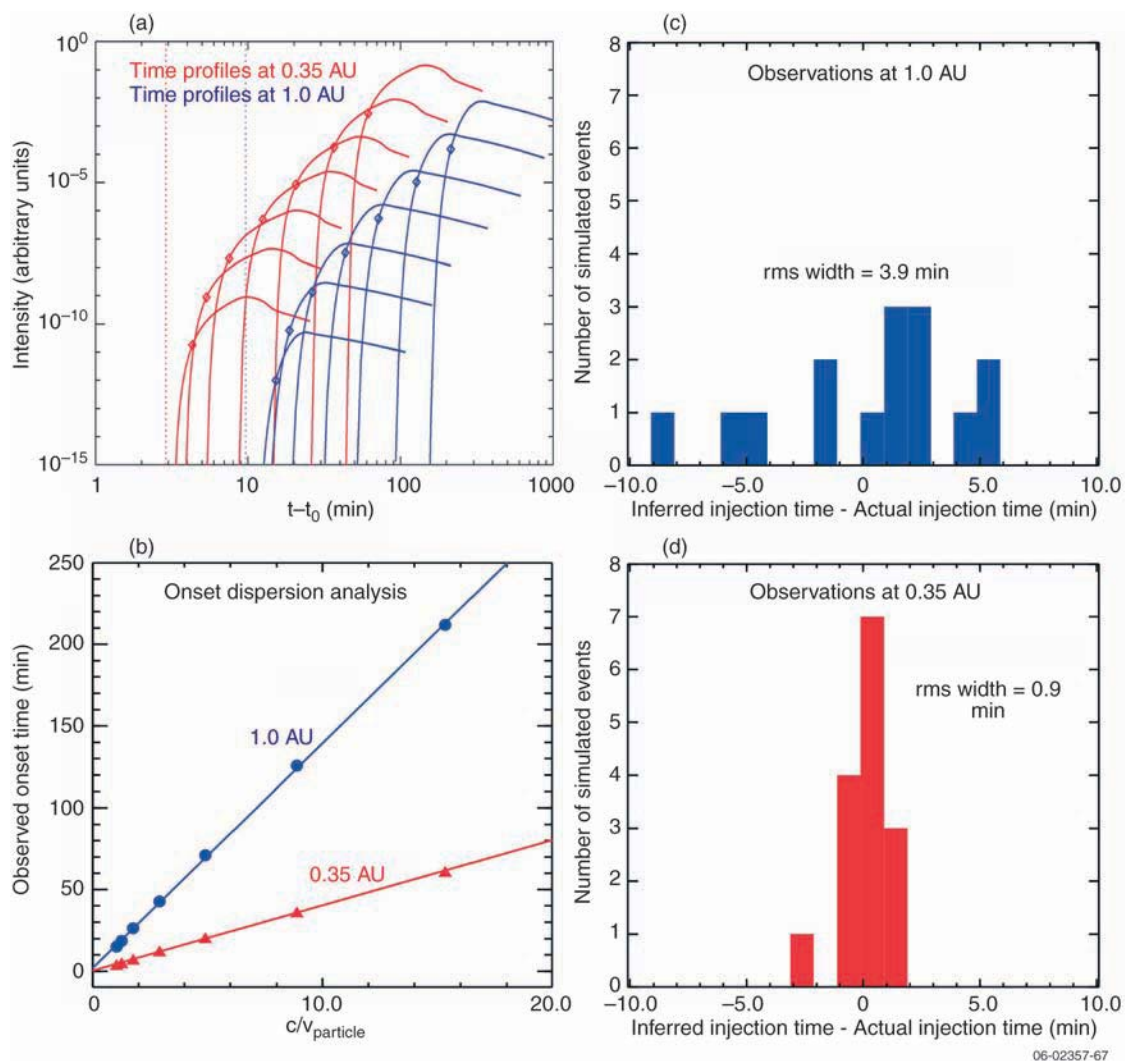 (a)
10^0
Time profiles at 0.35 AU
Time profiles at 1.0 AU
10^−5
10^−10
10^−15
Intensity (arbitrary units)
1 10 100 1000
t–t_0 (min)
(b)
Onset dispersion analysis
250
200
150
100
50
0
Observed onset time (min)
1.0 AU
0.35 AU
0 10.0 20.0
c/v_particle
(c)
Observations at 1.0 AU
rms width = 3.9 min
8
7
6
5
4
3
2
1
0
Number of simulated events
−10.0 −5.0 0 5.0 10.0
Inferred injection time - Actual injection time (min)
(d)
Observations at 0.35 AU
rms width = 0.9
min
8
7
6
5
4
3
2
1
0
Number of simulated events
−10.0 −5.0 0 5.0 10.0
Inferred injection time - Actual injection time (min)
06-02357-67